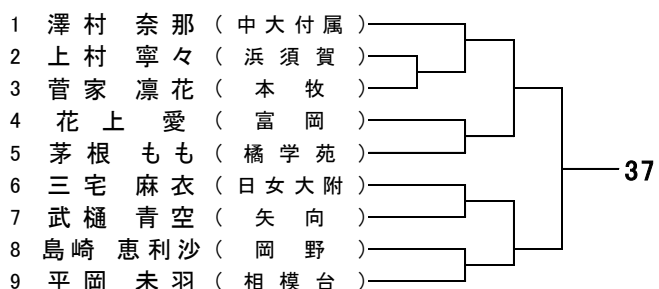 1 澤村 奈那 (中大付属)
2 上村 寧々 (浜須賀)
3 菅家 凛花 (本牧)
4 花上 愛 (富岡)
5 茅根 もも (橘学苑)
37
6 三宅 麻衣 (日女大附)
7 武樋 青空 (矢向)
8 島崎 恵利沙 (岡野)
9 平岡 未羽 (相模台)